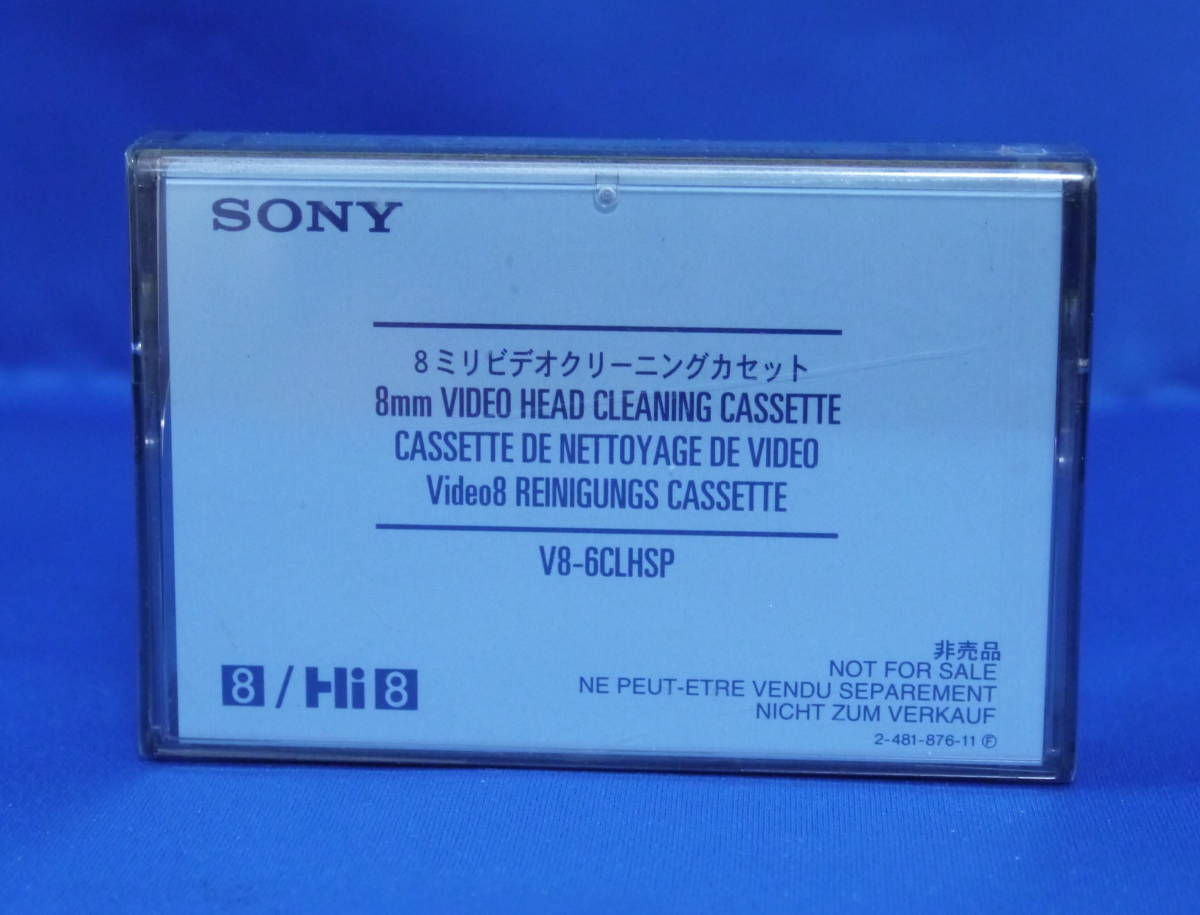 SONY
8ミリビデオクリーニングカセット
8mm VIDEO HEAD CLEANING CASSETTE
CASSETTE DE NETTOYAGE DE VIDEO
Video8 REINIGUNGS CASSETTE
V8-6CLHSP
8 / Hi8
非売品
NOT FOR SALE
NE PEUT-ETRE VENDU SEPAREMENT
NICHT ZUM VERKAUF
2-481-876-11 Ⓕ